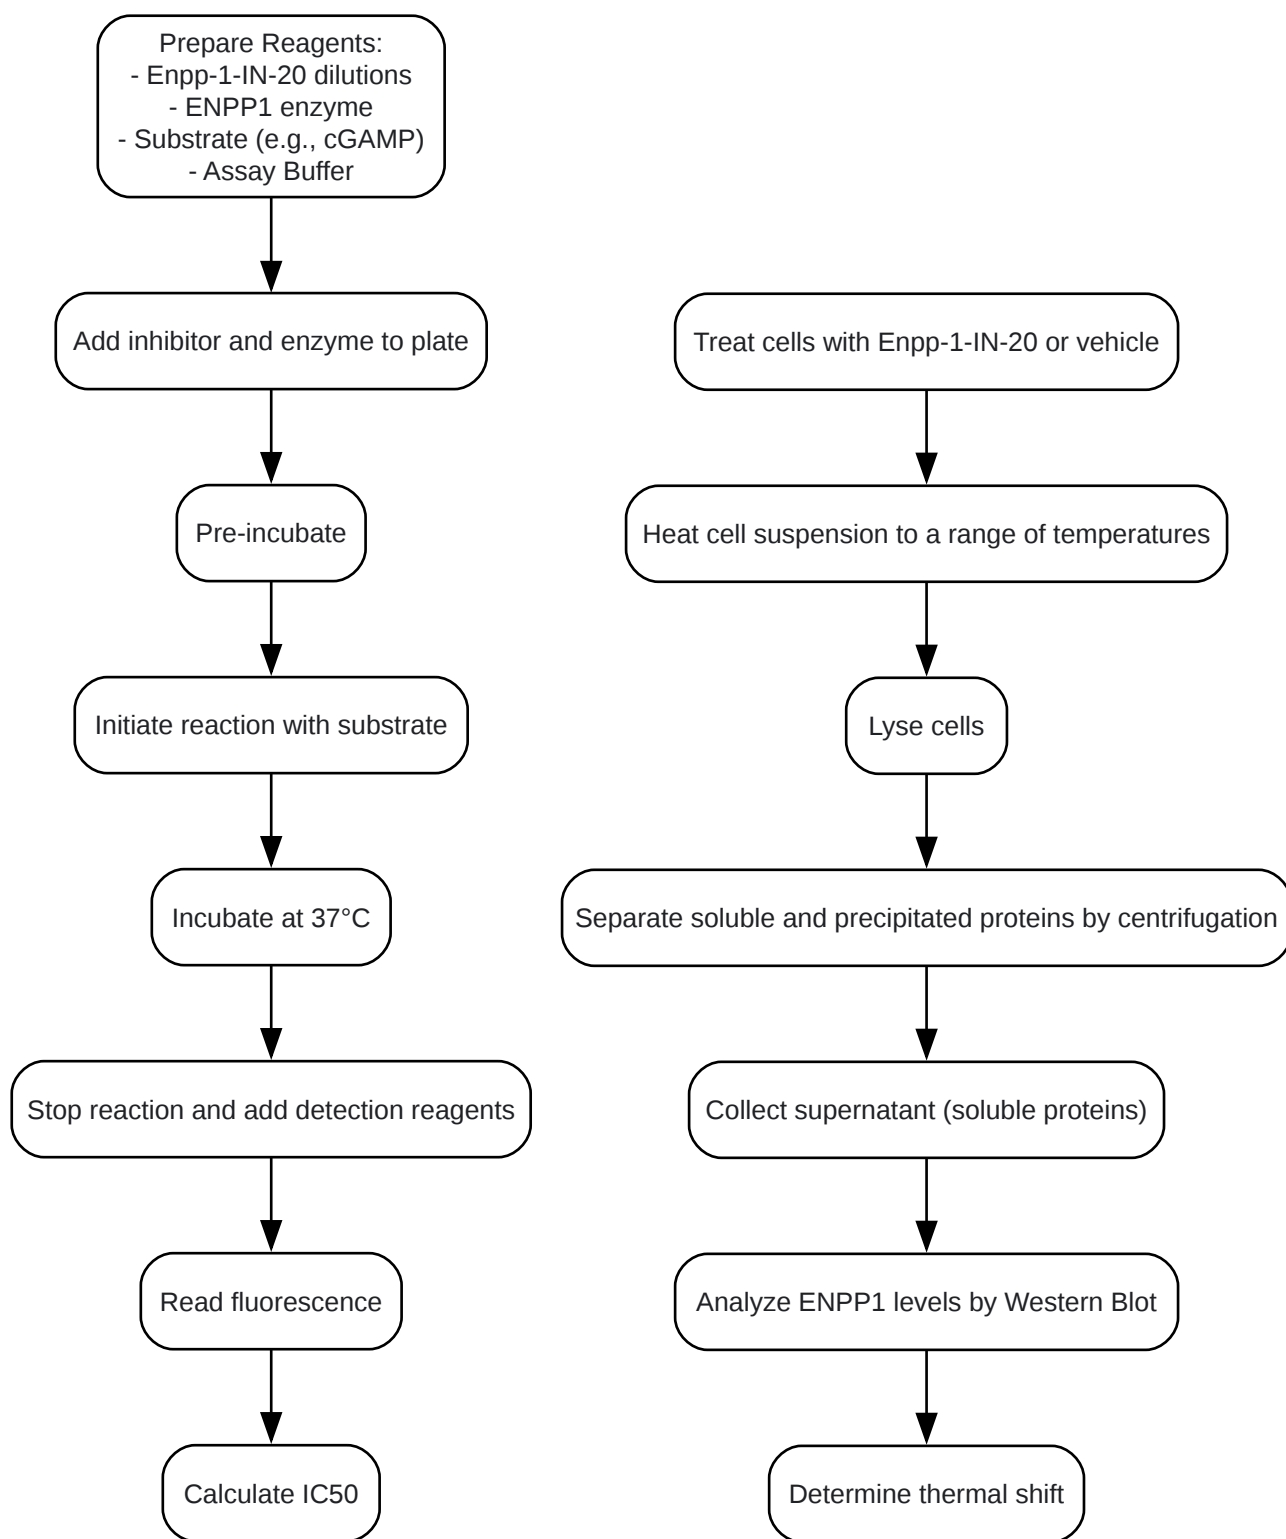 Prepare Reagents:
- Enpp-1-IN-20 dilutions
- ENPP1 enzyme
- Substrate (e.g., cGAMP)
- Assay Buffer
Add inhibitor and enzyme to plate
Pre-incubate
Initiate reaction with substrate
Incubate at 37°C
Stop reaction and add detection reagents
Read fluorescence
Calculate IC50
Treat cells with Enpp-1-IN-20 or vehicle
Heat cell suspension to a range of temperatures
Lyse cells
Separate soluble and precipitated proteins by centrifugation
Collect supernatant (soluble proteins)
Analyze ENPP1 levels by Western Blot
Determine thermal shift